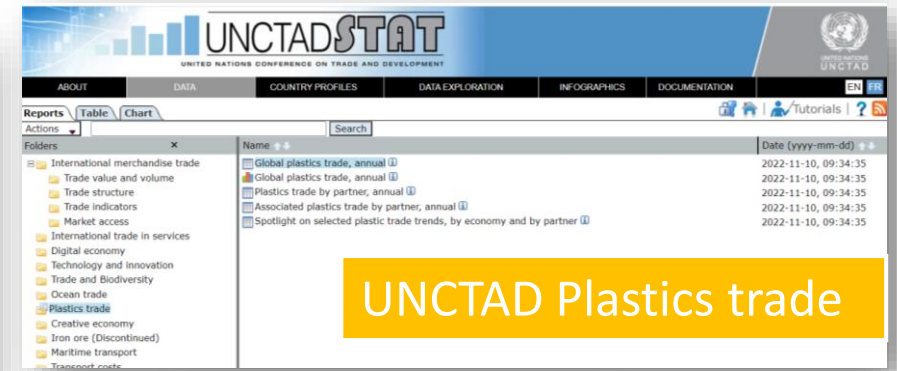 UNCTADSTAT
UNITED NATIONS CONFERENCE ON TRADE AND DEVELOPMENT
UNITED NATIONS
UNCTAD
ABOUT DATA COUNTRY PROFILES DATA EXPLORATION INFOGRAPHICS DOCUMENTATION EN FR
Reports Table Chart | Tutorials | ?
Actions Search
Folders × Name Date (yyyy-mm-dd)
International merchandise trade Global plastics trade, annual 2022-11-10, 09:34:35
Trade value and volume Global plastics trade, annual 2022-11-10, 09:34:35
Trade structure Plastics trade by partner, annual 2022-11-10, 09:34:35
Trade indicators Associated plastics trade by partner, annual 2022-11-10, 09:34:35
Market access Spotlight on selected plastic trade trends, by economy and by partner 2022-11-10, 09:34:35
International trade in services
Digital economy
Technology and innovation
Trade and Biodiversity
Ocean trade
Plastics trade
Creative economy
Iron ore (Discontinued)
Maritime transport
Transport costs
UNCTAD Plastics trade